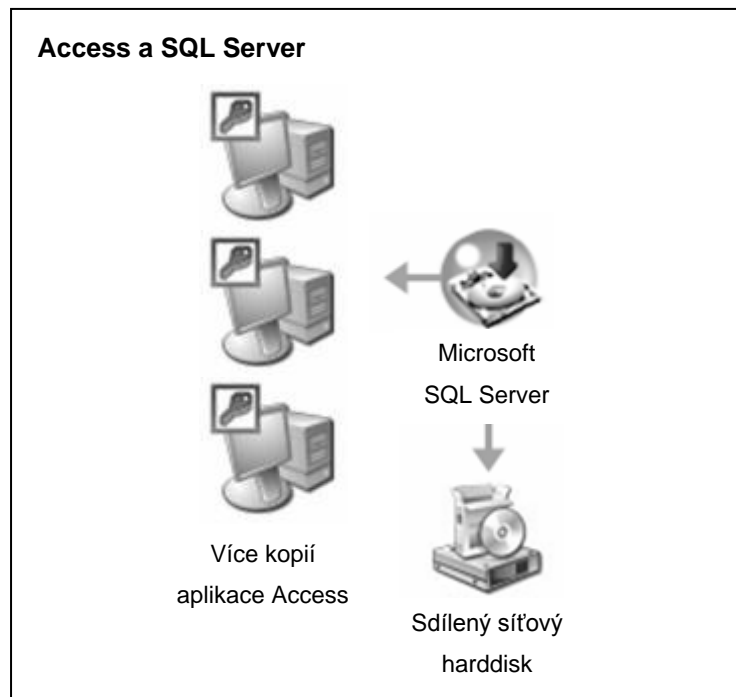 Access a SQL Server
Microsoft
SQL Server
Více kopií
aplikace Access
Sdílený síťový
harddisk